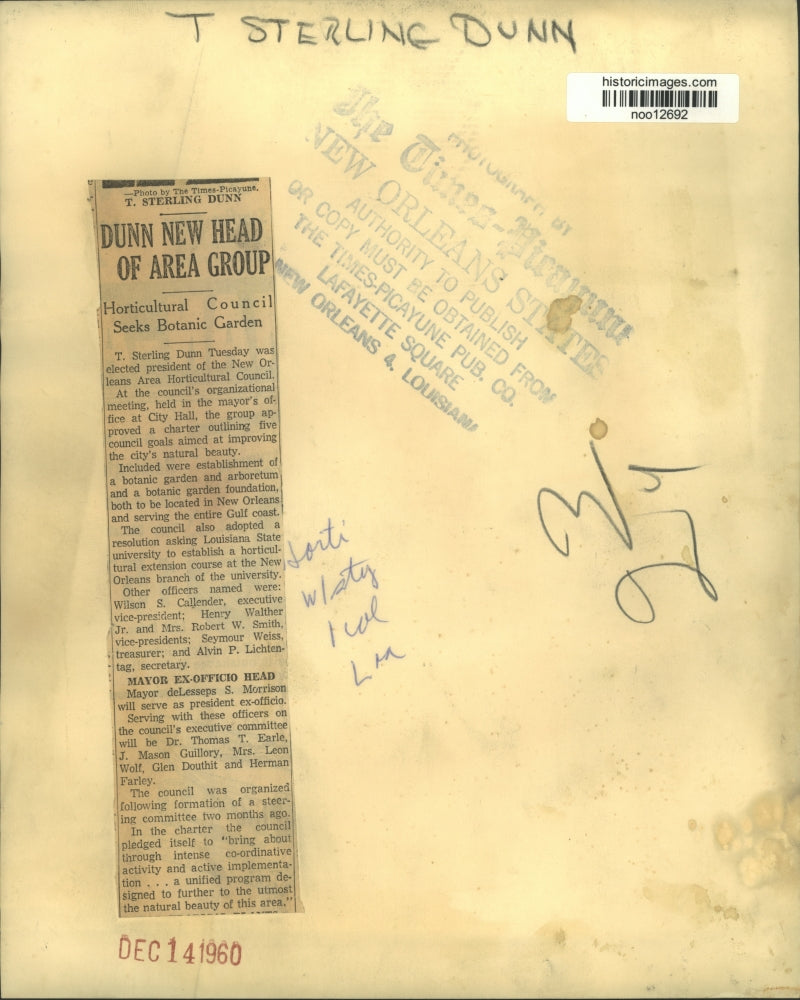 T STERLING DUNN
historicimages.com
noo12692
PHOTOGRAPH BY
The Times-Picayune
NEW ORLEANS STATES
AUTHORITY TO PUBLISH
OR COPY MUST BE OBTAINED FROM
THE TIMES-PICAYUNE PUB. CO.
LAFAYETTE SQUARE
NEW ORLEANS 4, LOUISIANA
—Photo by The Times-Picayune.
T. STERLING DUNN
DUNN NEW HEAD
OF AREA GROUP
Horticultural Council
Seeks Botanic Garden
T. Sterling Dunn Tuesday was
elected president of the New Or-
leans Area Horticultural Council.
At the council's organizational
meeting, held in the mayor's of-
fice at City Hall, the group ap-
proved a charter outlining five
council goals aimed at improving
the city's natural beauty.
Included were establishment of
a botanic garden and arboretum
and a botanic garden foundation,
both to be located in New Orleans
and serving the entire Gulf coast.
The council also adopted a
resolution asking Louisiana State
university to establish a horticul-
tural extension course at the New
Orleans branch of the university.
Other officers named were:
Wilson S. Callender, executive
vice-president; Henry Walther
Jr. and Mrs. Robert W. Smith,
vice-presidents; Seymour Weiss,
treasurer; and Alvin P. Lichten-
tag, secretary.
MAYOR EX-OFFICIO HEAD
Mayor deLesseps S. Morrison
will serve as president ex-officio.
Serving with these officers on
the council's executive committee
will be Dr. Thomas T. Earle,
J. Mason Guillory, Mrs. Leon
Wolf, Glen Douthit and Herman
Farley.
The council was organized
following formation of a steer-
ing committee two months ago.
In the charter the council
pledged itself to "bring about
through intense co-ordinative
activity and active implementa-
tion . . . a unified program de-
signed to further to the utmost
the natural beauty of this area."
Horti
w/sty
1 col
DEC 14 1960